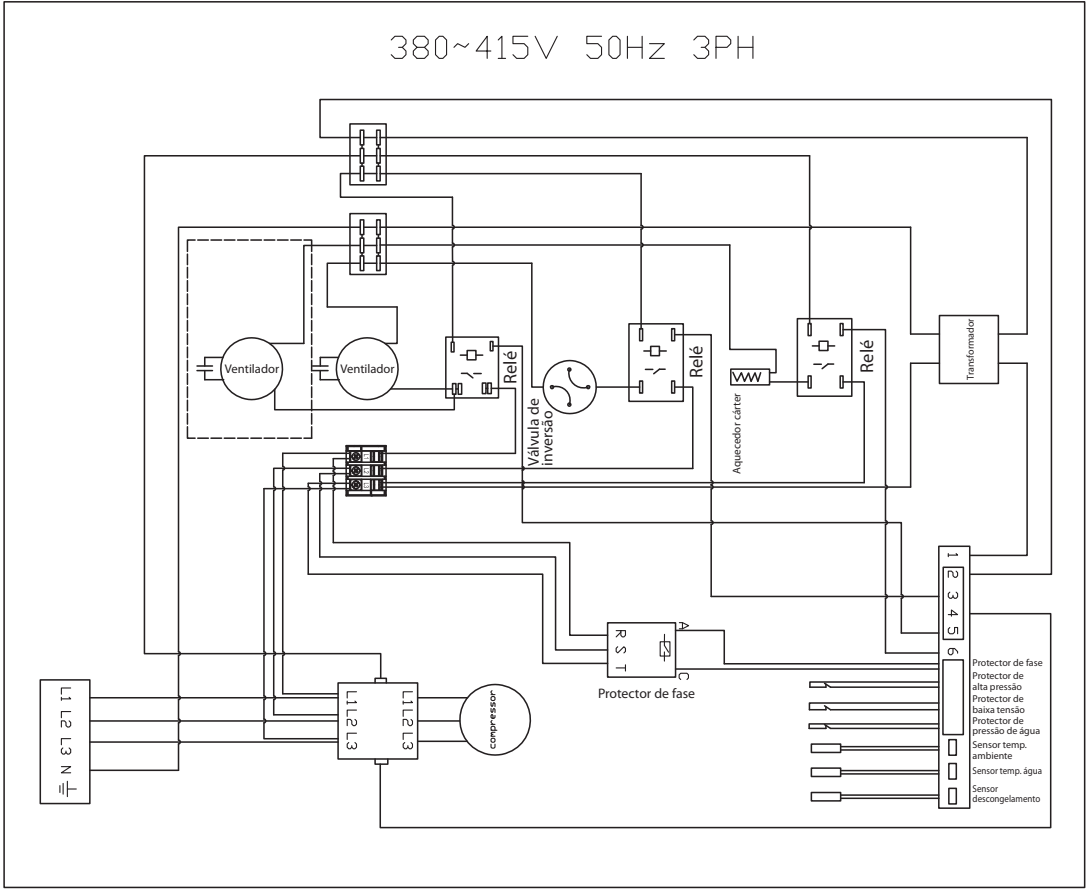 380~415V 50Hz 3PH
Ventilador
Ventilador
Relé
Válvula de
inversão
Relé
Aquecedor cárter
Relé
Transformador
L1
L2
L3
1
2
3
4
5
6
R S T
A
C
Protector de fase
Protector de fase
Protector de
alta pressão
Protector de
baixa tensão
Protector de
pressão de água
Sensor temp.
ambiente
Sensor temp. água
Sensor
descongelamento
L1 L2 L3 N
L1 L2 L3
L1 L2 L3
compressor